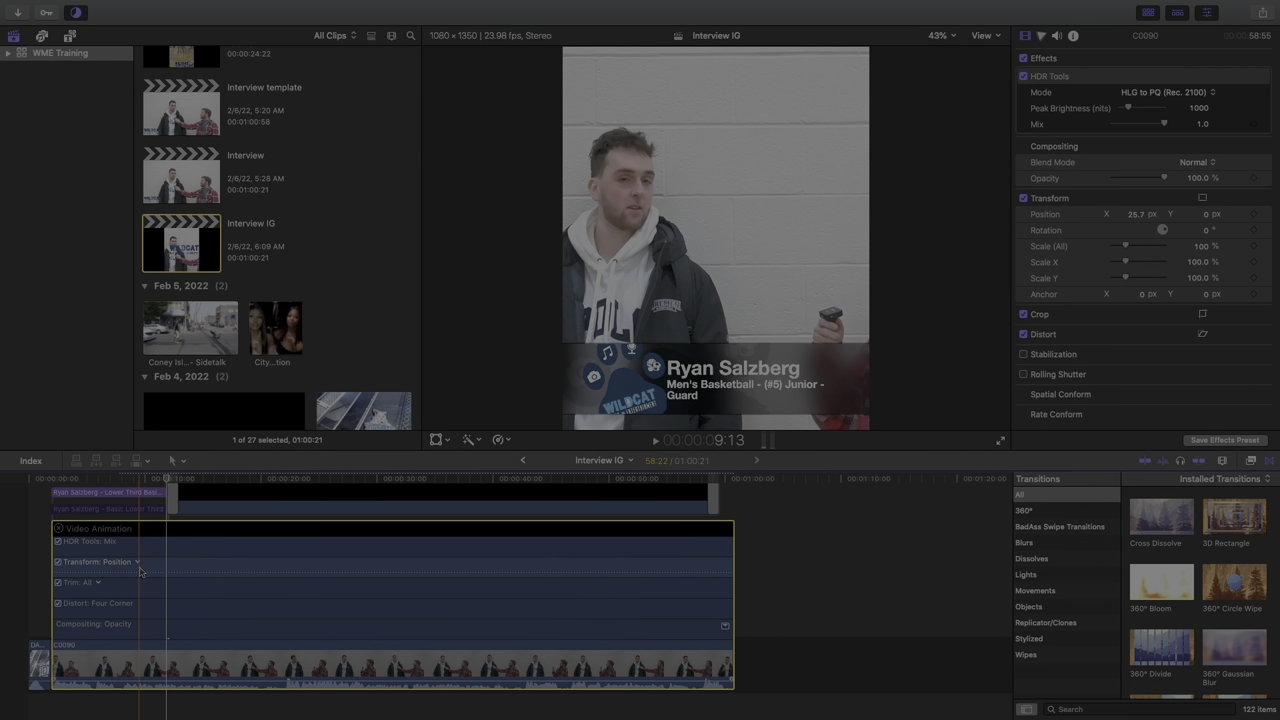 All Clips
1080 × 1350 | 23.98 fps, Stereo
Interview IG
43%
View
C0090
00:00:00:58:55
WME Training
00:00:24:22
Interview template
2/6/22, 5:20 AM
00:01:00:58
Interview
2/6/22, 5:28 AM
00:01:00:21
Interview IG
2/6/22, 6:09 AM
00:01:00:21
Feb 5, 2022 (2)
Coney Isl...- Sidetalk
City...tion
Feb 4, 2022 (2)
1 of 27 selected, 01:00:21
Ryan Salzberg
Men's Basketball - (#5) Junior -
Guard
WILDCAT
ENTERTAINMENT
00:00:09:13
Effects
HDR Tools
Mode
HLG to PQ (Rec. 2100)
Peak Brightness (nits)
1000
Mix
1.0
Compositing
Blend Mode
Normal
Opacity
100.0 %
Transform
Position
X
25.7 px
Y
0 px
Rotation
0 °
Scale (All)
100 %
Scale X
100.0 %
Scale Y
100.0 %
Anchor
X
0 px
Y
0 px
Crop
Distort
Stabilization
Rolling Shutter
Spatial Conform
Rate Conform
Save Effects Preset
Index
Interview IG
58:22 / 01:00:21
Transitions
Installed Transitions
00:00:00:00
00:00:10:00
00:00:20:00
00:00:30:00
00:00:40:00
00:00:50:00
00:01:00:00
00:01:10:00
00:01:20:00
Ryan Salzberg - Lower Third Basi...
Ryan Salzberg - Basic Lower Third
Video Animation
HDR Tools: Mix
Transform: Position
Trim: All
Distort: Four Corner
Compositing: Opacity
DA...
C0090
All
360°
BadAss Swipe Transitions
Blurs
Dissolves
Lights
Movements
Objects
Replicator/Clones
Stylized
Wipes
Cross Dissolve
3D Rectangle
360° Bloom
360° Circle Wipe
360° Divide
360° Gaussian
Blur
Search
122 items